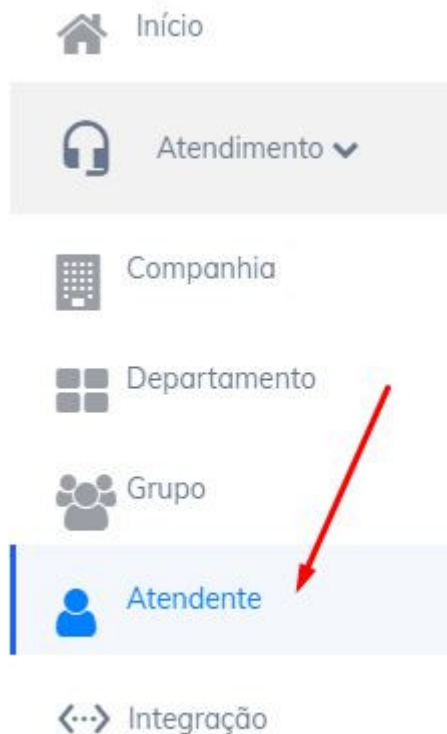 Início
Atendimento
Companhia
Departamento
Grupo
Atendente
Integração